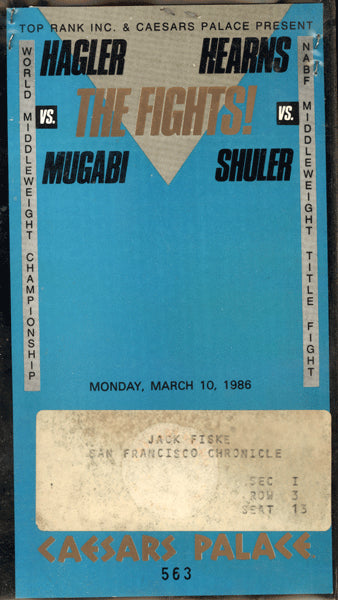 TOP RANK INC. & CAESARS PALACE PRESENT
HAGLER
VS.
MUGABI
KEARNS
VS.
SHULER
THE FIGHTS!
WORLD MIDDLEWEIGHT CHAMPIONSHIP
NABF MIDDLEWEIGHT TITLE FIGHT
MONDAY, MARCH 10, 1986
JACK FISKE
SAN FRANCISCO CHRONICLE
SEC I
ROW 3
SEAT 13
CAESARS PALACE
563